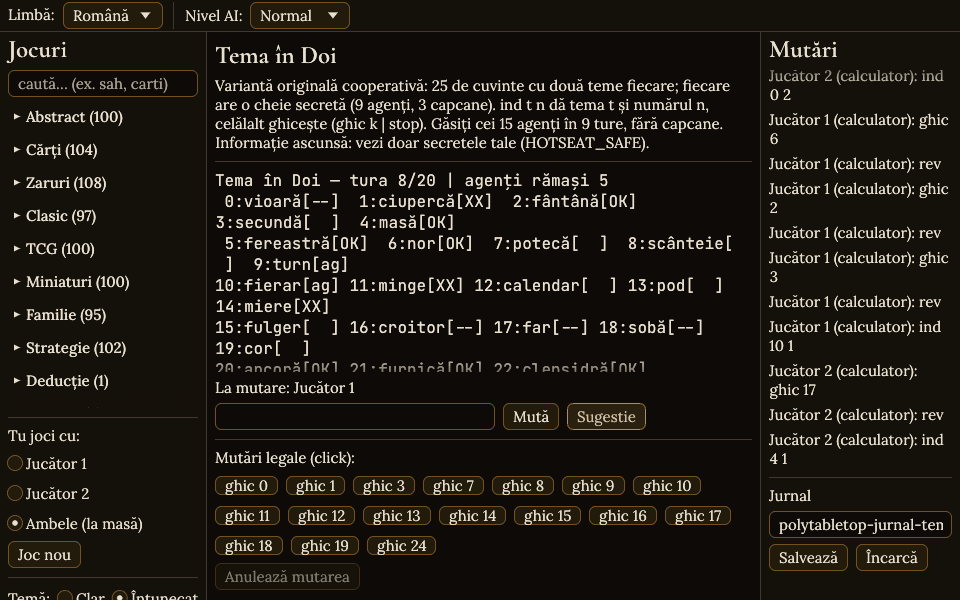 Limbă: Română ▼ Nivel AI: Normal ▼
Jocuri
caută... (ex. sah, carti)
▸ Abstract (100)
▸ Cărți (104)
▸ Zaruri (108)
▸ Clasic (97)
▸ TCG (100)
▸ Miniaturi (100)
▸ Familie (95)
▸ Strategie (102)
▸ Deducție (1)
Tu joci cu:
Jucător 1
Jucător 2
Ambele (la masă)
Joc nou
Temă: Clar Întunecat
Tema în Doi
Variantă originală cooperativă: 25 de cuvinte cu două teme fiecare; fiecare
are o cheie secretă (9 agenți, 3 capcane). ind t n dă tema t și numărul n,
celălalt ghicește (ghic k | stop). Găsiți cei 15 agenți în 9 ture, fără capcane.
Informație ascunsă: vezi doar secretele tale (HOTSEAT_SAFE).
Tema în Doi — tura 8/20 | agenți rămași 5
0:vioară[--] 1:ciupercă[XX] 2:fântână[OK]
3:secundă[  ] 4:masă[OK]
5:fereastră[OK] 6:nor[OK] 7:potecă[  ] 8:scânteie[
] 9:turn[ag]
10:fierar[ag] 11:minge[XX] 12:calendar[  ] 13:pod[  ]
14:miere[XX]
15:fulger[  ] 16:croitor[--] 17:far[--] 18:sobă[--]
19:cor[  ]
20:ancoră[OK] 21:furnică[OK] 22:clepsidră[OK]
La mutare: Jucător 1
Mută Sugestie
Mutări legale (click):
ghic 0 ghic 1 ghic 3 ghic 7 ghic 8 ghic 9 ghic 10
ghic 11 ghic 12 ghic 13 ghic 14 ghic 15 ghic 16 ghic 17
ghic 18 ghic 19 ghic 24
Anulează mutarea
Mutări
Jucător 2 (calculator): ind
0 2
Jucător 1 (calculator): ghic
6
Jucător 1 (calculator): rev
Jucător 1 (calculator): ghic
2
Jucător 1 (calculator): rev
Jucător 1 (calculator): ghic
3
Jucător 1 (calculator): rev
Jucător 1 (calculator): ind
10 1
Jucător 2 (calculator):
ghic 17
Jucător 2 (calculator): rev
Jucător 2 (calculator): ind
4 1
Jurnal
polytabletop-jurnal-ten
Salvează Încarcă